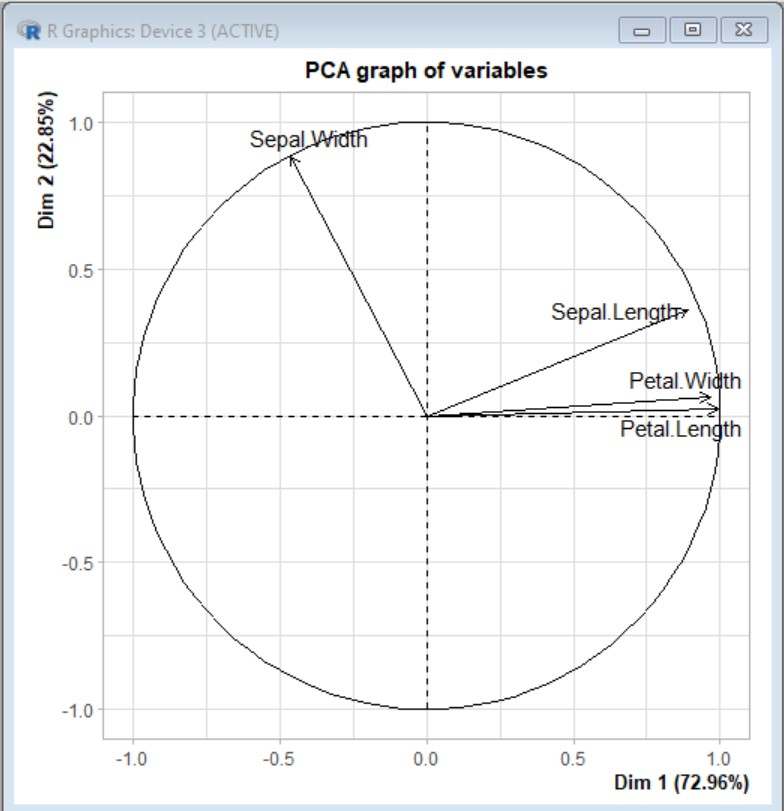 R Graphics: Device 3 (ACTIVE)
PCA graph of variables
Dim 2 (22.85%)
1.0
0.5
0.0
-0.5
-1.0
Sepal.Width
Sepal.Length
Petal.Width
Petal.Length
-1.0
-0.5
0.0
0.5
1.0
Dim 1 (72.96%)